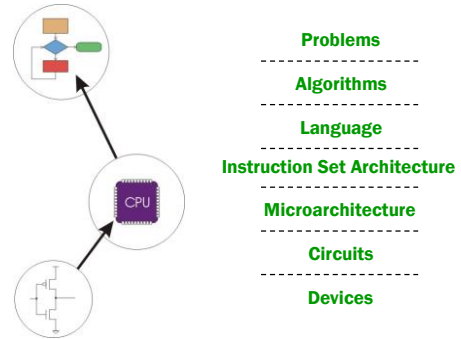 CPU
Problems
Algorithms
Language
Instruction Set Architecture
Microarchitecture
Circuits
Devices